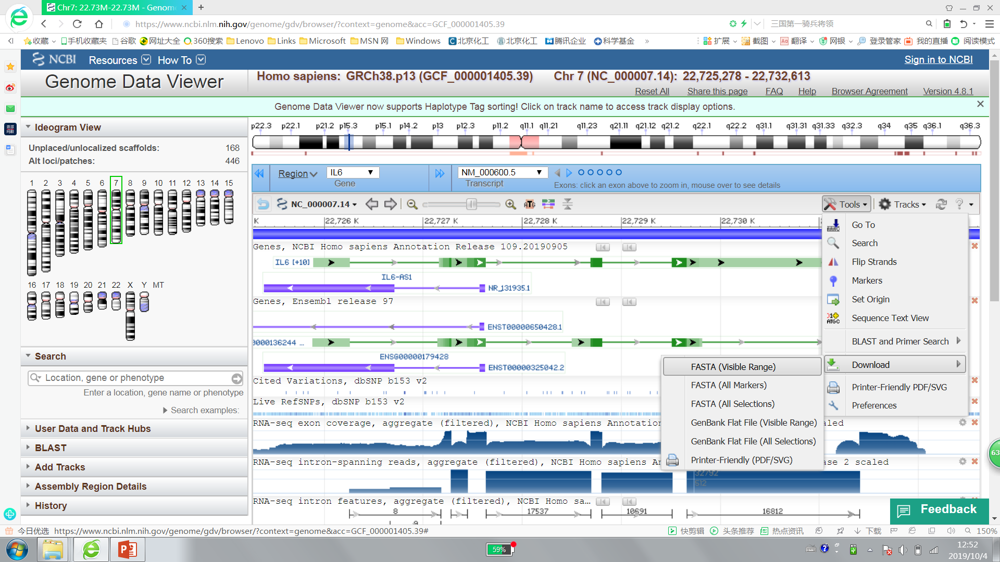 Chr7: 22.73M-22.73M - Genom
https://www.ncbi.nlm.nih.gov/genome/gdv/browser/?context=genome&acc=GCF_000001405.39
三国第一骑兵将领
收藏 手机收藏夹 谷歌 网址大全 360搜索 Lenovo Links Microsoft MSN 网 Windows 北京化工 北京化工 腾讯企业 科学基金 »
扩展 截图 翻译 网银 登录管家 我的直播 阅读模式
NCBI Resources How To Sign in to NCBI
Genome Data Viewer
Homo sapiens: GRCh38.p13 (GCF_000001405.39) Chr 7 (NC_000007.14): 22,725,278 - 22,732,613
Reset All Share this page FAQ Help Browser Agreement Version 4.8.1
Genome Data Viewer now supports Haplotype Tag sorting! Click on track name to access track display options.
Ideogram View
Unplaced/unlocalized scaffolds: 168
Alt loci/patches: 446
1 2 3 4 5 6 7 8 9 10 11 12 13 14 15
16 17 18 19 20 21 22 X Y MT
Search
Location, gene or phenotype
Enter a location, gene name or phenotype
Search examples:
User Data and Track Hubs
BLAST
Add Tracks
Assembly Region Details
History
p22.3 p22.1 p21.2 p15.3 p15.1 p14.2 p13 p12.3 p11.2 q11.1 q11.21 q11.23 q21.11 q21.12 q21.2 q22.1 q22.2 q31.1 q31.31 q31.33 q32.3 q34 q35 q36.1 q36.3
Region IL6 NM_000600.5
Gene Transcript Exons: click an exon above to zoom in, mouse over to see details
NC_000007.14 ATG Tools Tracks ?
K 22,726 K 22,727 K 22,728 K 22,729 K 22,730 K
Genes, NCBI Homo sapiens Annotation Release 109.20190905
IL6 [+10]
IL6-AS1
NR_131935.1
Genes, Ensembl release 97
ENST00000650428.1
0000136244 ...
ENSG00000179428
ENST00000325042.2
Cited Variations, dbSNP b153 v2
Live RefSNPs, dbSNP b153 v2
RNA-seq exon coverage, aggregate (filtered), NCBI Homo sapiens Annotation
aled
RNA-seq intron-spanning reads, aggregate (filtered), NCBI Homo sapiens An
ase 2 scaled
32792
512
RNA-seq intron features, aggregate (filtered), NCBI Homo sa...
8 17537 10691 16812
9
Go To
Search
Flip Strands
Markers
Set Origin
Sequence Text View
BLAST and Primer Search
Download
Printer-Friendly PDF/SVG
Preferences
FASTA (Visible Range)
FASTA (All Markers)
FASTA (All Selections)
GenBank Flat File (Visible Range)
GenBank Flat File (All Selections)
Printer-Friendly (PDF/SVG)
Feedback
63
今日优选 https://www.ncbi.nlm.nih.gov/genome/gdv/browser/?context=genome&acc=GCF_000001405.39#
快剪辑 头条推荐 热点资讯 下载 150%
59%
12:52
2019/10/4